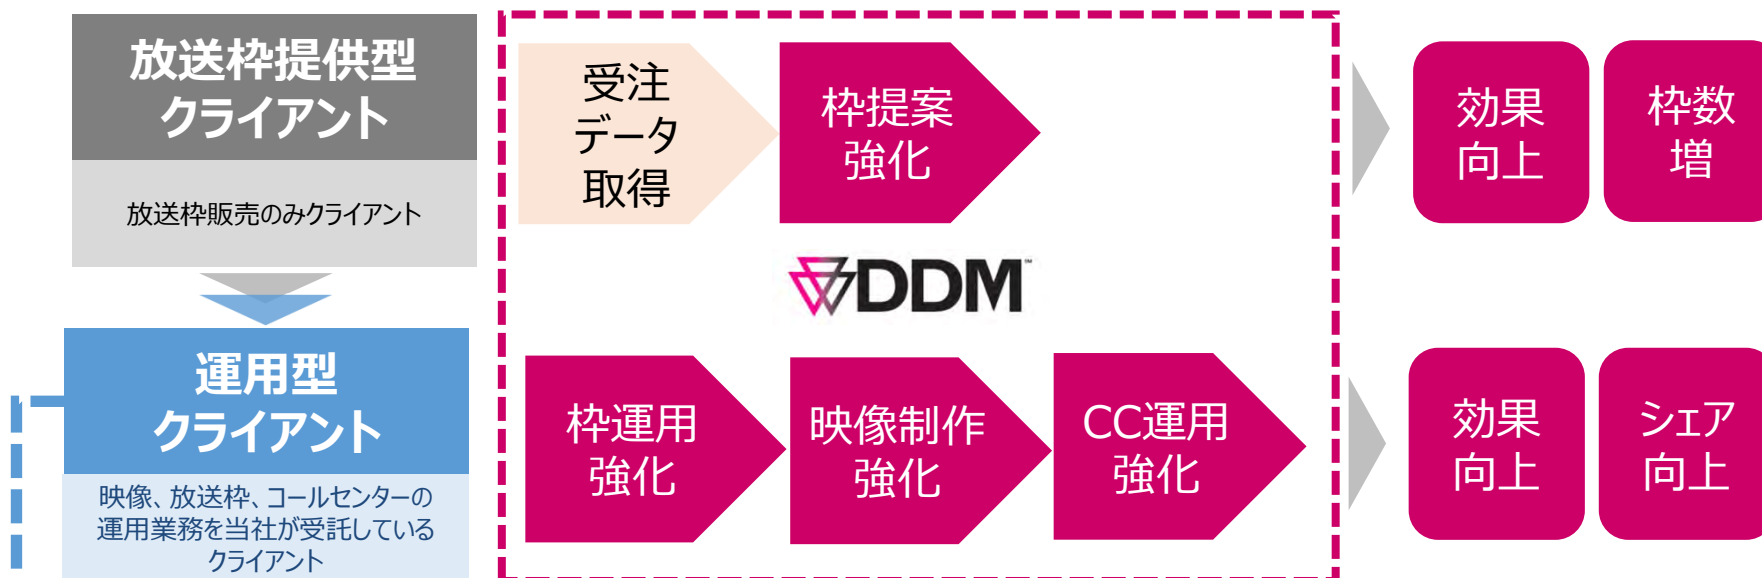 放送枠提供型
クライアント
放送枠販売のみクライアント
受注
データ
取得
枠提案
強化
効果
向上
枠数
増
DDM™
運用型
クライアント
映像、放送枠、コールセンターの
運用業務を当社が受託している
クライアント
枠運用
強化
映像制作
強化
CC運用
強化
効果
向上
シェア
向上